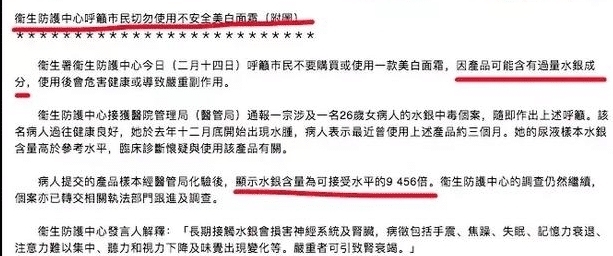 衞生防護中心呼籲市民切勿使用不安全美白面霜（附圖）
****************************************
衞生署衞生防護中心今日（二月十四日）呼籲市民不要購買或使用一款美白面霜，因產品可能含有過量水銀成
分，使用後會危害健康或導致嚴重副作用。
衞生防護中心接獲醫院管理局（醫管局）通報一宗涉及一名26歲女病人的水銀中毒個案，隨即作出上述呼籲。該
名病人過往健康良好，她於去年十二月底開始出現水腫，病人表示最近曾使用上述產品約三個月。她的尿液樣本水銀
含量高於參考水平，臨床診斷懷疑與使用該產品有關。
病人提交的產品樣本經醫管局化驗後，顯示水銀含量為可接受水平的9 456倍。衞生防護中心的調查仍然繼續，
個案亦已轉交相關執法部門跟進及調查。
衞生防護中心發言人解釋：「長期接觸水銀會損害神經系統及腎臟，病徵包括手震、焦躁、失眠、記憶力衰退、
注意力難以集中、聽力和視力下降及味覺出現變化等。嚴重者可引致腎衰竭。」